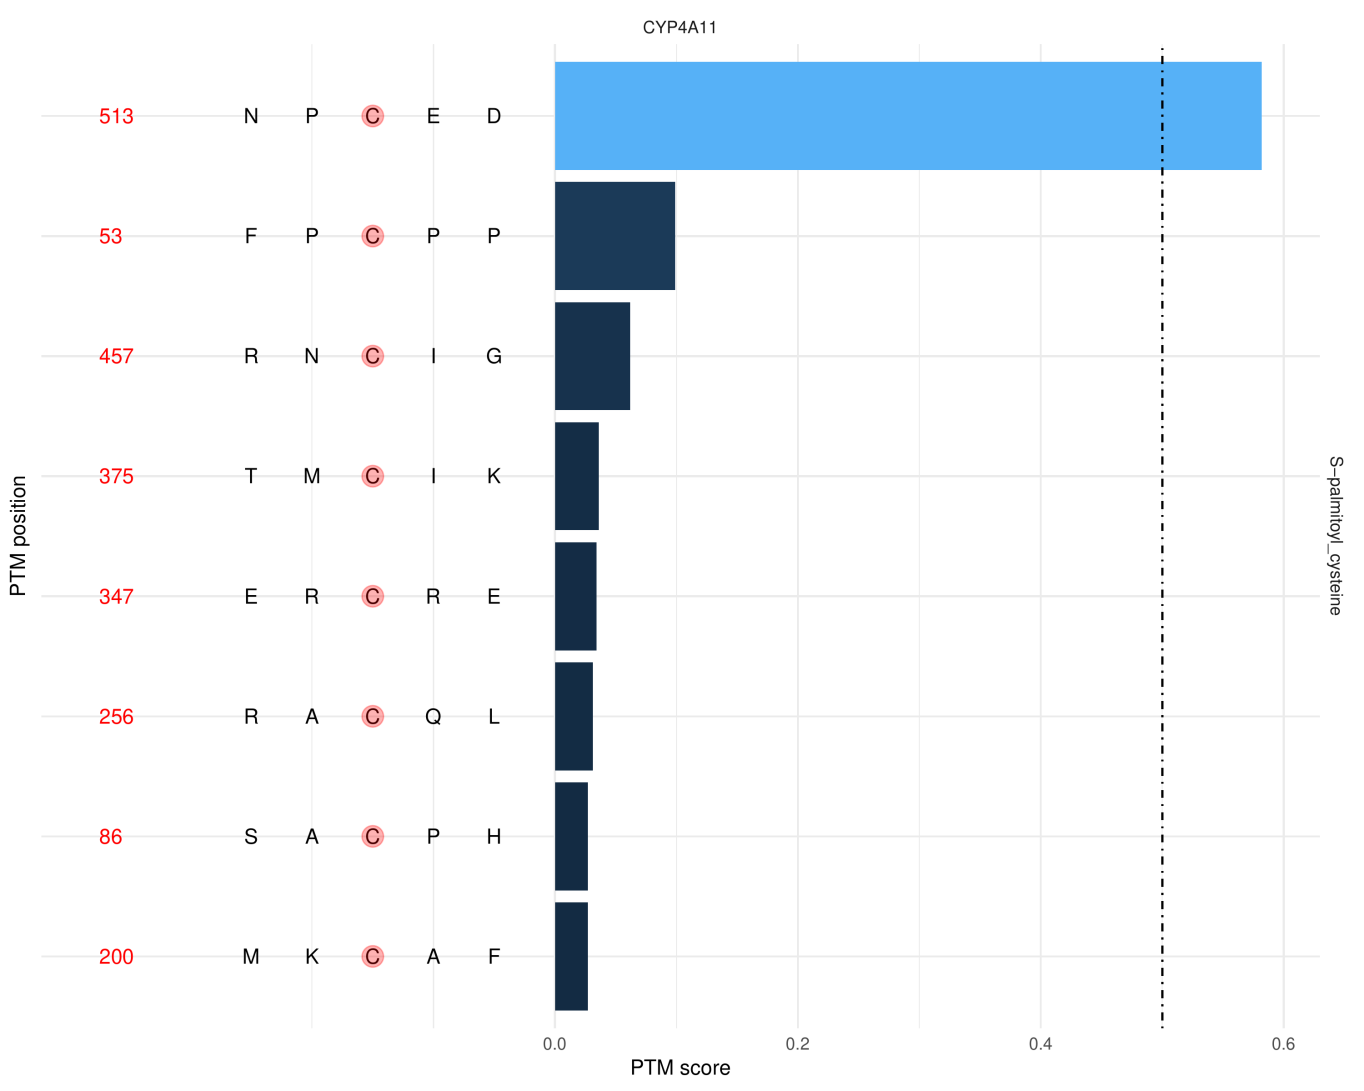 CYP4A11
513 N P C E D
53 F P C P P
457 R N C I G
375 T M C I K
347 E R C R E
256 R A C Q L
86 S A C P H
200 M K C A F
PTM position
S−palmitoyl_cysteine
0.0 0.2 0.4 0.6
PTM score